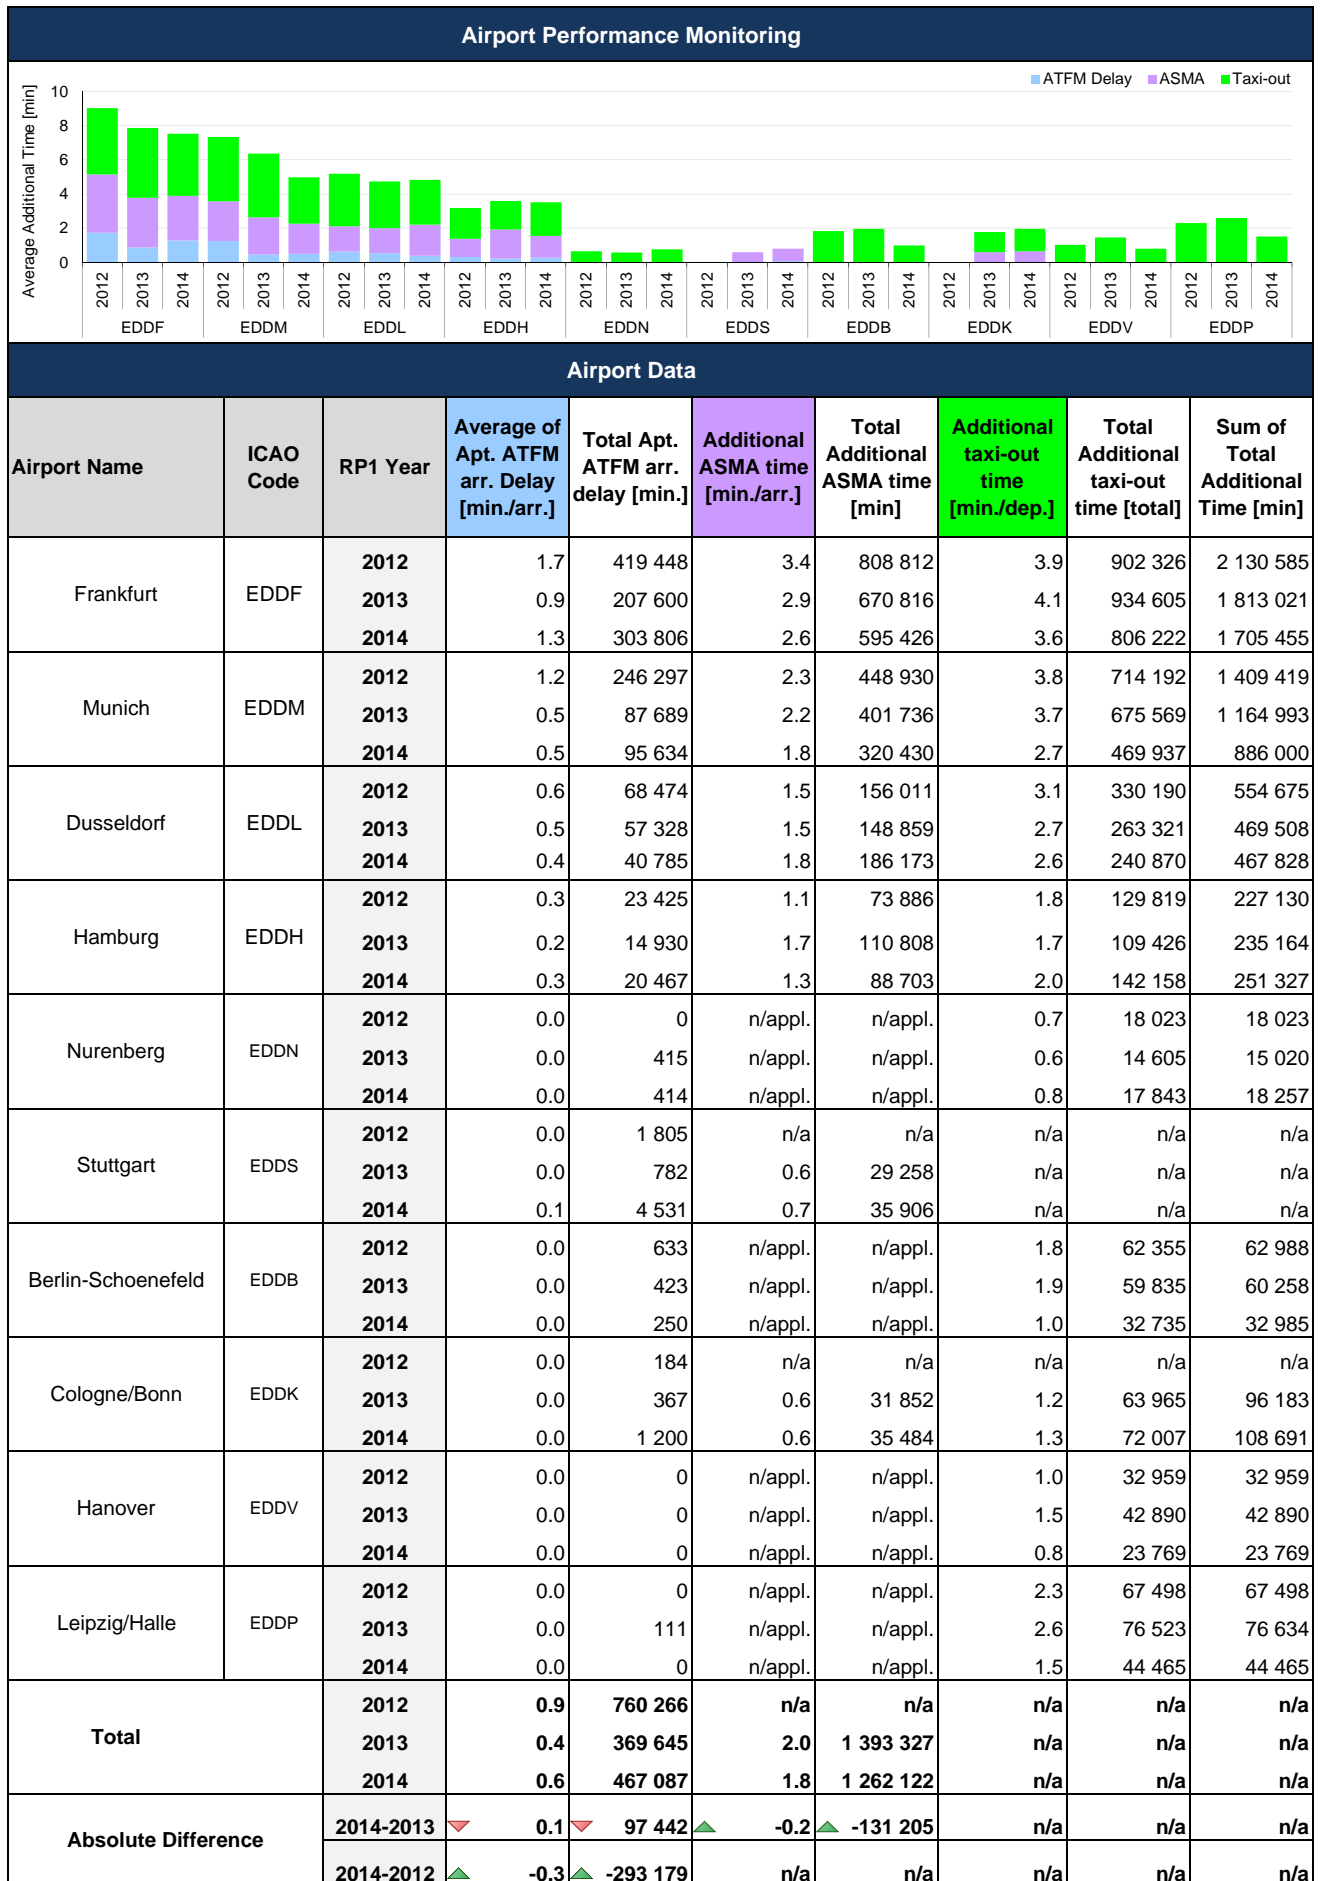 Airport Performance Monitoring
ATFM Delay ASMA Taxi-out
Average Additional Time [min]
10
8
6
4
2
0
2012 2013 2014 2012 2013 2014 2012 2013 2014 2012 2013 2014 2012 2013 2014 2012 2013 2014 2012 2013 2014 2012 2013 2014 2012 2013 2014 2012 2013 2014
EDDF EDDM EDDL EDDH EDDN EDDS EDDB EDDK EDDV EDDP
Airport Data
Airport Name
ICAO
Code
RP1 Year
Average of
Apt. ATFM
arr. Delay
[min./arr.]
Total Apt.
ATFM arr.
delay [min.]
Additional
ASMA time
[min./arr.]
Total
Additional
ASMA time
[min]
Additional
taxi-out
time
[min./dep.]
Total
Additional
taxi-out
time [total]
Sum of
Total
Additional
Time [min]
Frankfurt EDDF
2012 1.7 419 448 3.4 808 812 3.9 902 326 2 130 585
2013 0.9 207 600 2.9 670 816 4.1 934 605 1 813 021
2014 1.3 303 806 2.6 595 426 3.6 806 222 1 705 455
Munich EDDM
2012 1.2 246 297 2.3 448 930 3.8 714 192 1 409 419
2013 0.5 87 689 2.2 401 736 3.7 675 569 1 164 993
2014 0.5 95 634 1.8 320 430 2.7 469 937 886 000
Dusseldorf EDDL
2012 0.6 68 474 1.5 156 011 3.1 330 190 554 675
2013 0.5 57 328 1.5 148 859 2.7 263 321 469 508
2014 0.4 40 785 1.8 186 173 2.6 240 870 467 828
Hamburg EDDH
2012 0.3 23 425 1.1 73 886 1.8 129 819 227 130
2013 0.2 14 930 1.7 110 808 1.7 109 426 235 164
2014 0.3 20 467 1.3 88 703 2.0 142 158 251 327
Nurenberg EDDN
2012 0.0 0 n/appl. n/appl. 0.7 18 023 18 023
2013 0.0 415 n/appl. n/appl. 0.6 14 605 15 020
2014 0.0 414 n/appl. n/appl. 0.8 17 843 18 257
Stuttgart EDDS
2012 0.0 1 805 n/a n/a n/a n/a n/a
2013 0.0 782 0.6 29 258 n/a n/a n/a
2014 0.1 4 531 0.7 35 906 n/a n/a n/a
Berlin-Schoenefeld EDDB
2012 0.0 633 n/appl. n/appl. 1.8 62 355 62 988
2013 0.0 423 n/appl. n/appl. 1.9 59 835 60 258
2014 0.0 250 n/appl. n/appl. 1.0 32 735 32 985
Cologne/Bonn EDDK
2012 0.0 184 n/a n/a n/a n/a n/a
2013 0.0 367 0.6 31 852 1.2 63 965 96 183
2014 0.0 1 200 0.6 35 484 1.3 72 007 108 691
Hanover EDDV
2012 0.0 0 n/appl. n/appl. 1.0 32 959 32 959
2013 0.0 0 n/appl. n/appl. 1.5 42 890 42 890
2014 0.0 0 n/appl. n/appl. 0.8 23 769 23 769
Leipzig/Halle EDDP
2012 0.0 0 n/appl. n/appl. 2.3 67 498 67 498
2013 0.0 111 n/appl. n/appl. 2.6 76 523 76 634
2014 0.0 0 n/appl. n/appl. 1.5 44 465 44 465
Total
2012 0.9 760 266 n/a n/a n/a n/a n/a
2013 0.4 369 645 2.0 1 393 327 n/a n/a n/a
2014 0.6 467 087 1.8 1 262 122 n/a n/a n/a
Absolute Difference
2014-2013 0.1 97 442 -0.2 -131 205 n/a n/a n/a
2014-2012 -0.3 -293 179 n/a n/a n/a n/a n/a